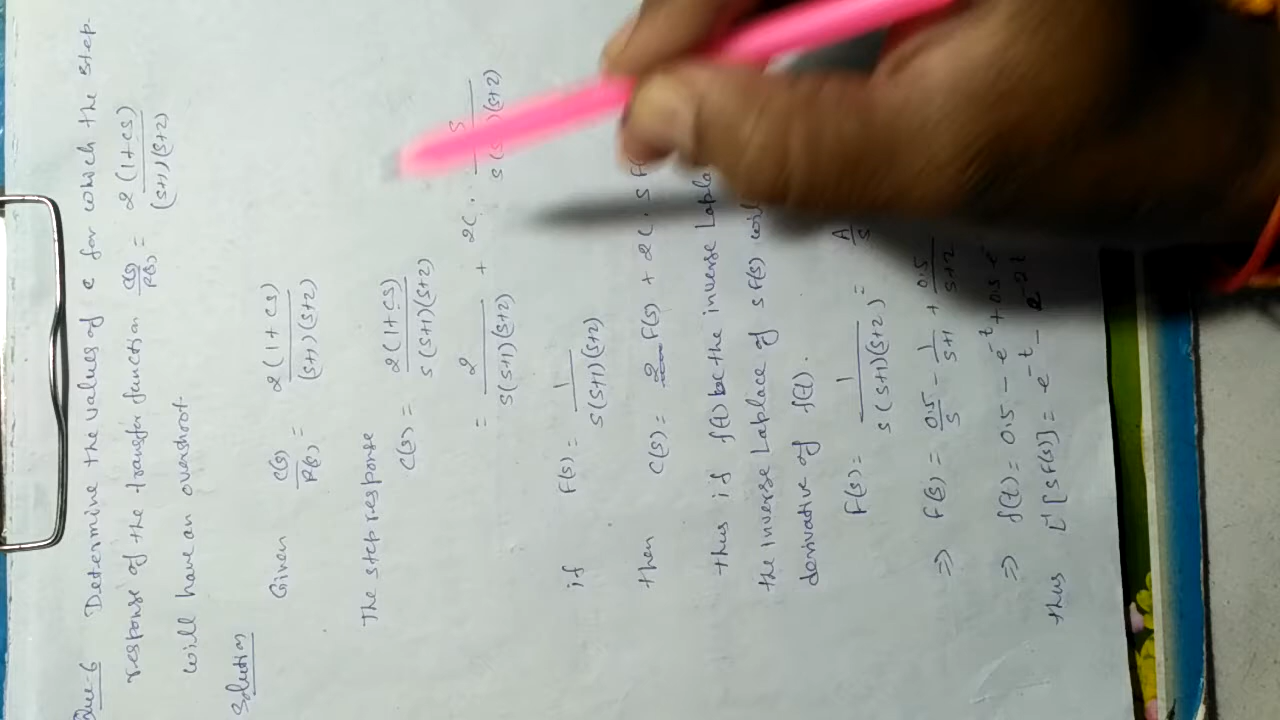 Que-6 Determine the values of c for which the step
response of the transfer function C(s)/R(s) = 2(1+cs)/(s+1)(s+2)
will have an overshoot.
Solution
Given C(s)/R(s) = 2(1+cs)/(s+1)(s+2)
The step response
C(s) = 2(1+cs)/s(s+1)(s+2)
= 2/s(s+1)(s+2) + 2c. s/s(s )(s+2)
if F(s) = 1/s(s+1)(s+2)
then C(s) = 2 F(s) + 2c. s F(
thus if f(t) be the inverse Lapla
the inverse Laplace of s F(s) wil
derivative of f(t).
F(s) = 1/s(s+1)(s+2) = A/s
⇒ F(s) = 0.5/s - 1/s+1 + 0.5/s+2
⇒ f(t) = 0.5 - e^-t + 0.5 e
thus L^-1[sF(s)] = e^-t - e^-2t